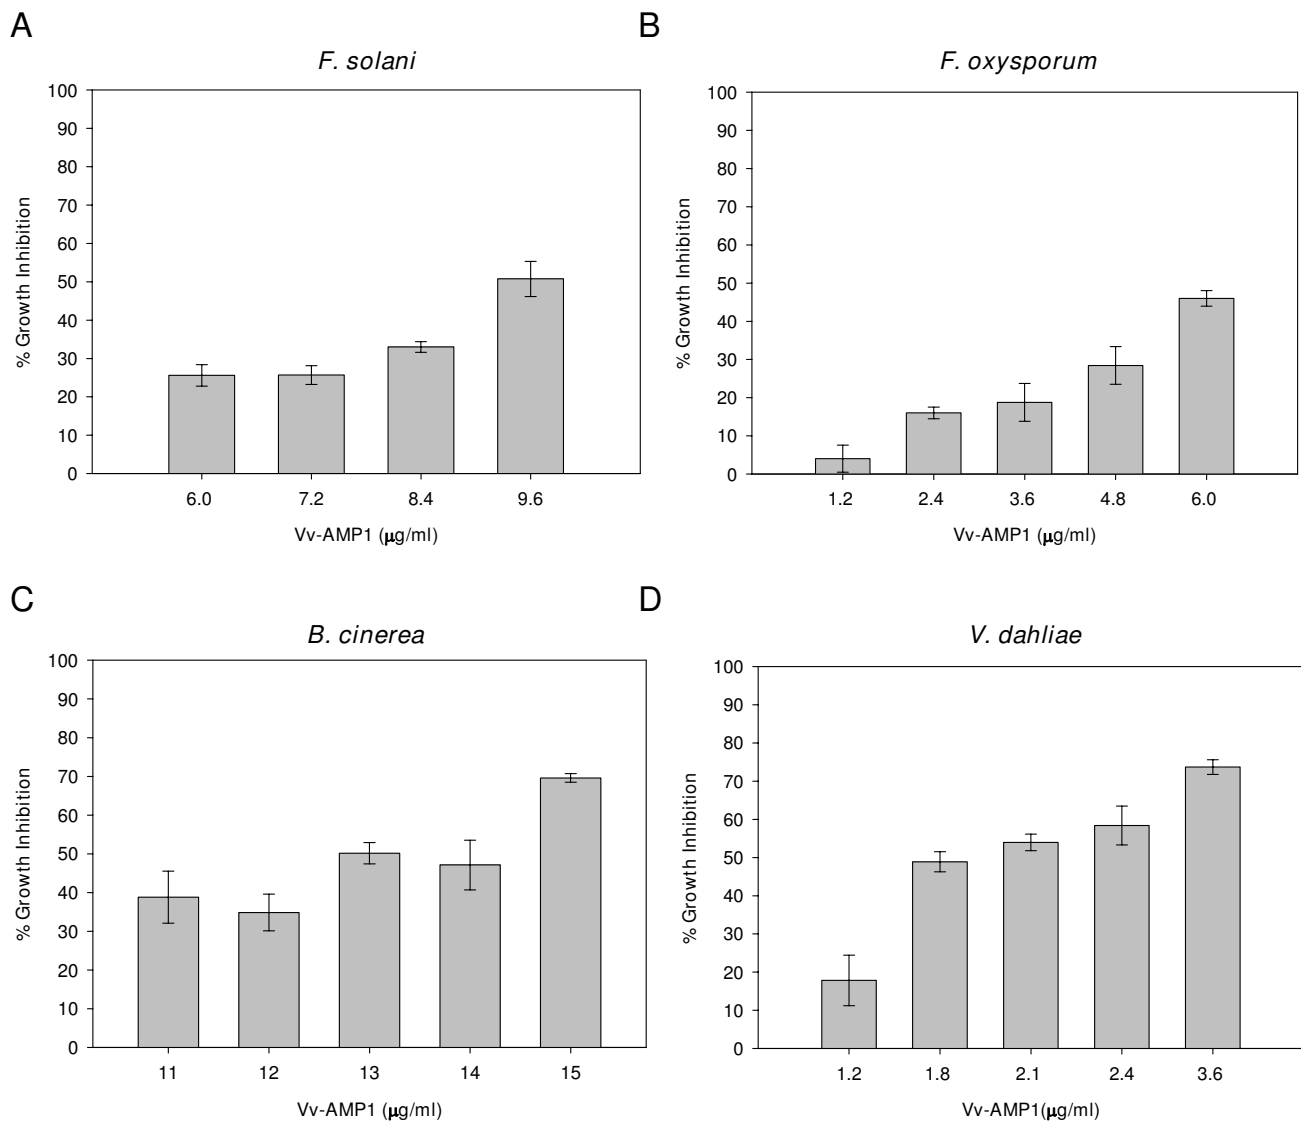 A
F. solani
100
90
80
70
60
50
40
30
20
10
0
% Growth Inhibition
6.0 7.2 8.4 9.6
Vv-AMP1 (μg/ml)
B
F. oxysporum
100
90
80
70
60
50
40
30
20
10
0
% Growth Inhibition
1.2 2.4 3.6 4.8 6.0
Vv-AMP1 (μg/ml)
C
B. cinerea
100
90
80
70
60
50
40
30
20
10
0
% Growth Inhibition
11 12 13 14 15
Vv-AMP1 (μg/ml)
D
V. dahliae
100
90
80
70
60
50
40
30
20
10
0
% Growth Inhibition
1.2 1.8 2.1 2.4 3.6
Vv-AMP1(μg/ml)